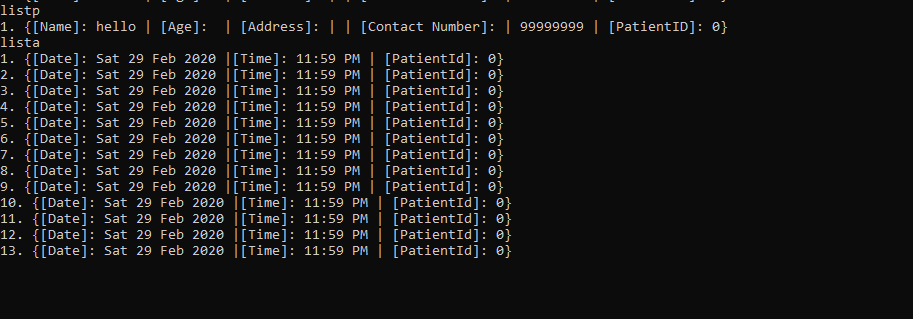 listp
1. {[Name]: hello | [Age]:  | [Address]: | | [Contact Number]: | 99999999 | [PatientID]: 0}
lista
1. {[Date]: Sat 29 Feb 2020 |[Time]: 11:59 PM | [PatientId]: 0}
2. {[Date]: Sat 29 Feb 2020 |[Time]: 11:59 PM | [PatientId]: 0}
3. {[Date]: Sat 29 Feb 2020 |[Time]: 11:59 PM | [PatientId]: 0}
4. {[Date]: Sat 29 Feb 2020 |[Time]: 11:59 PM | [PatientId]: 0}
5. {[Date]: Sat 29 Feb 2020 |[Time]: 11:59 PM | [PatientId]: 0}
6. {[Date]: Sat 29 Feb 2020 |[Time]: 11:59 PM | [PatientId]: 0}
7. {[Date]: Sat 29 Feb 2020 |[Time]: 11:59 PM | [PatientId]: 0}
8. {[Date]: Sat 29 Feb 2020 |[Time]: 11:59 PM | [PatientId]: 0}
9. {[Date]: Sat 29 Feb 2020 |[Time]: 11:59 PM | [PatientId]: 0}
10. {[Date]: Sat 29 Feb 2020 |[Time]: 11:59 PM | [PatientId]: 0}
11. {[Date]: Sat 29 Feb 2020 |[Time]: 11:59 PM | [PatientId]: 0}
12. {[Date]: Sat 29 Feb 2020 |[Time]: 11:59 PM | [PatientId]: 0}
13. {[Date]: Sat 29 Feb 2020 |[Time]: 11:59 PM | [PatientId]: 0}